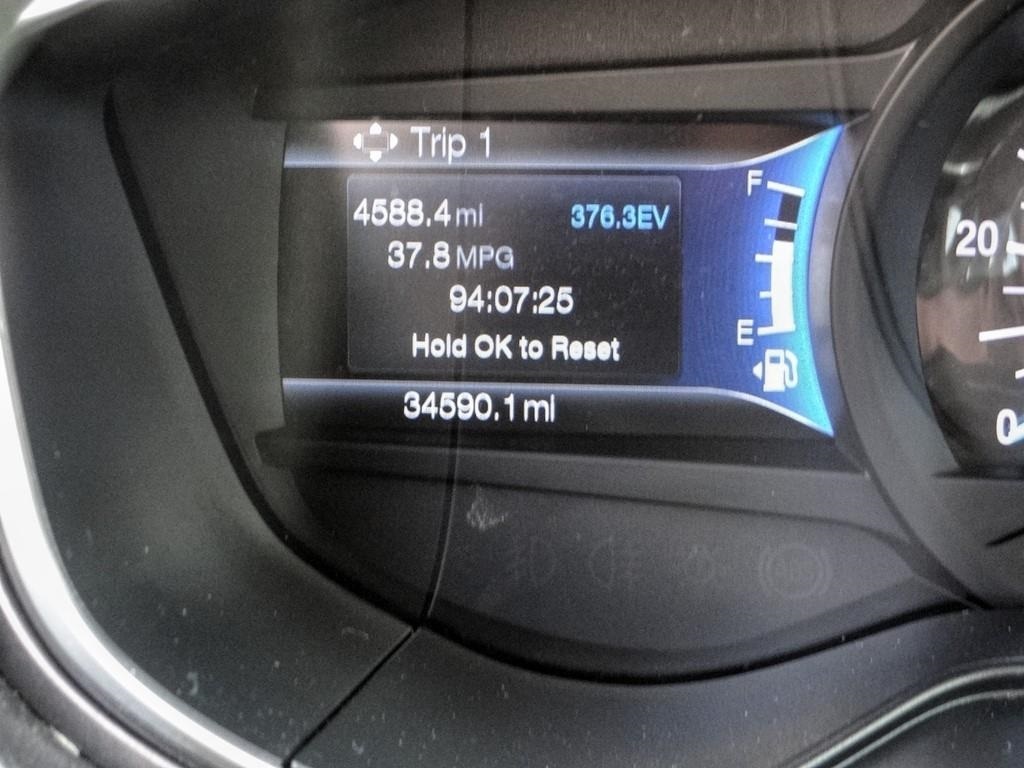 Trip 1
4588.4 mi 376.3EV
37.8 MPG
94:07:25
Hold OK to Reset
34590.1 mi
F
E
20
0